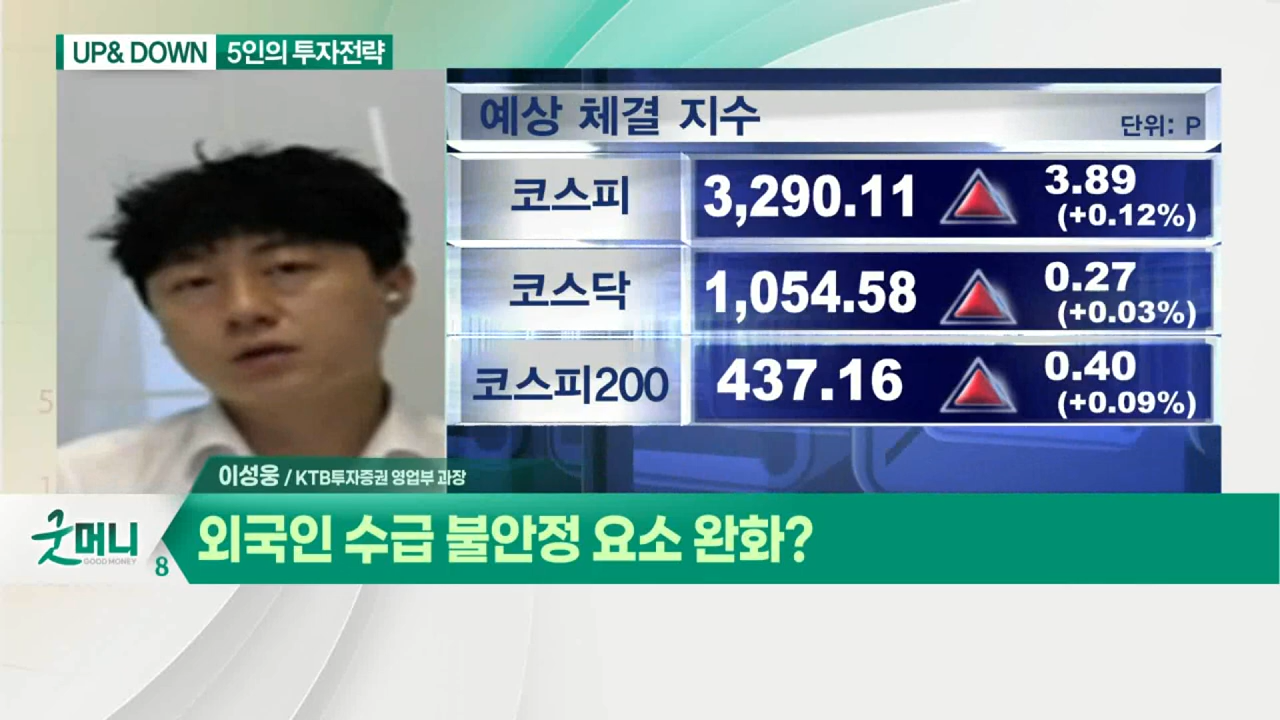 UP& DOWN 5인의 투자전략
예상 체결 지수
단위: P
코스피 3,290.11 3.89
(+0.12%)
코스닥 1,054.58 0.27
(+0.03%)
코스피200 437.16 0.40
(+0.09%)
5
1
이성웅 / KTB투자증권 영업부 과장
굿머니
GOOD MONEY
8
외국인 수급 불안정 요소 완화?